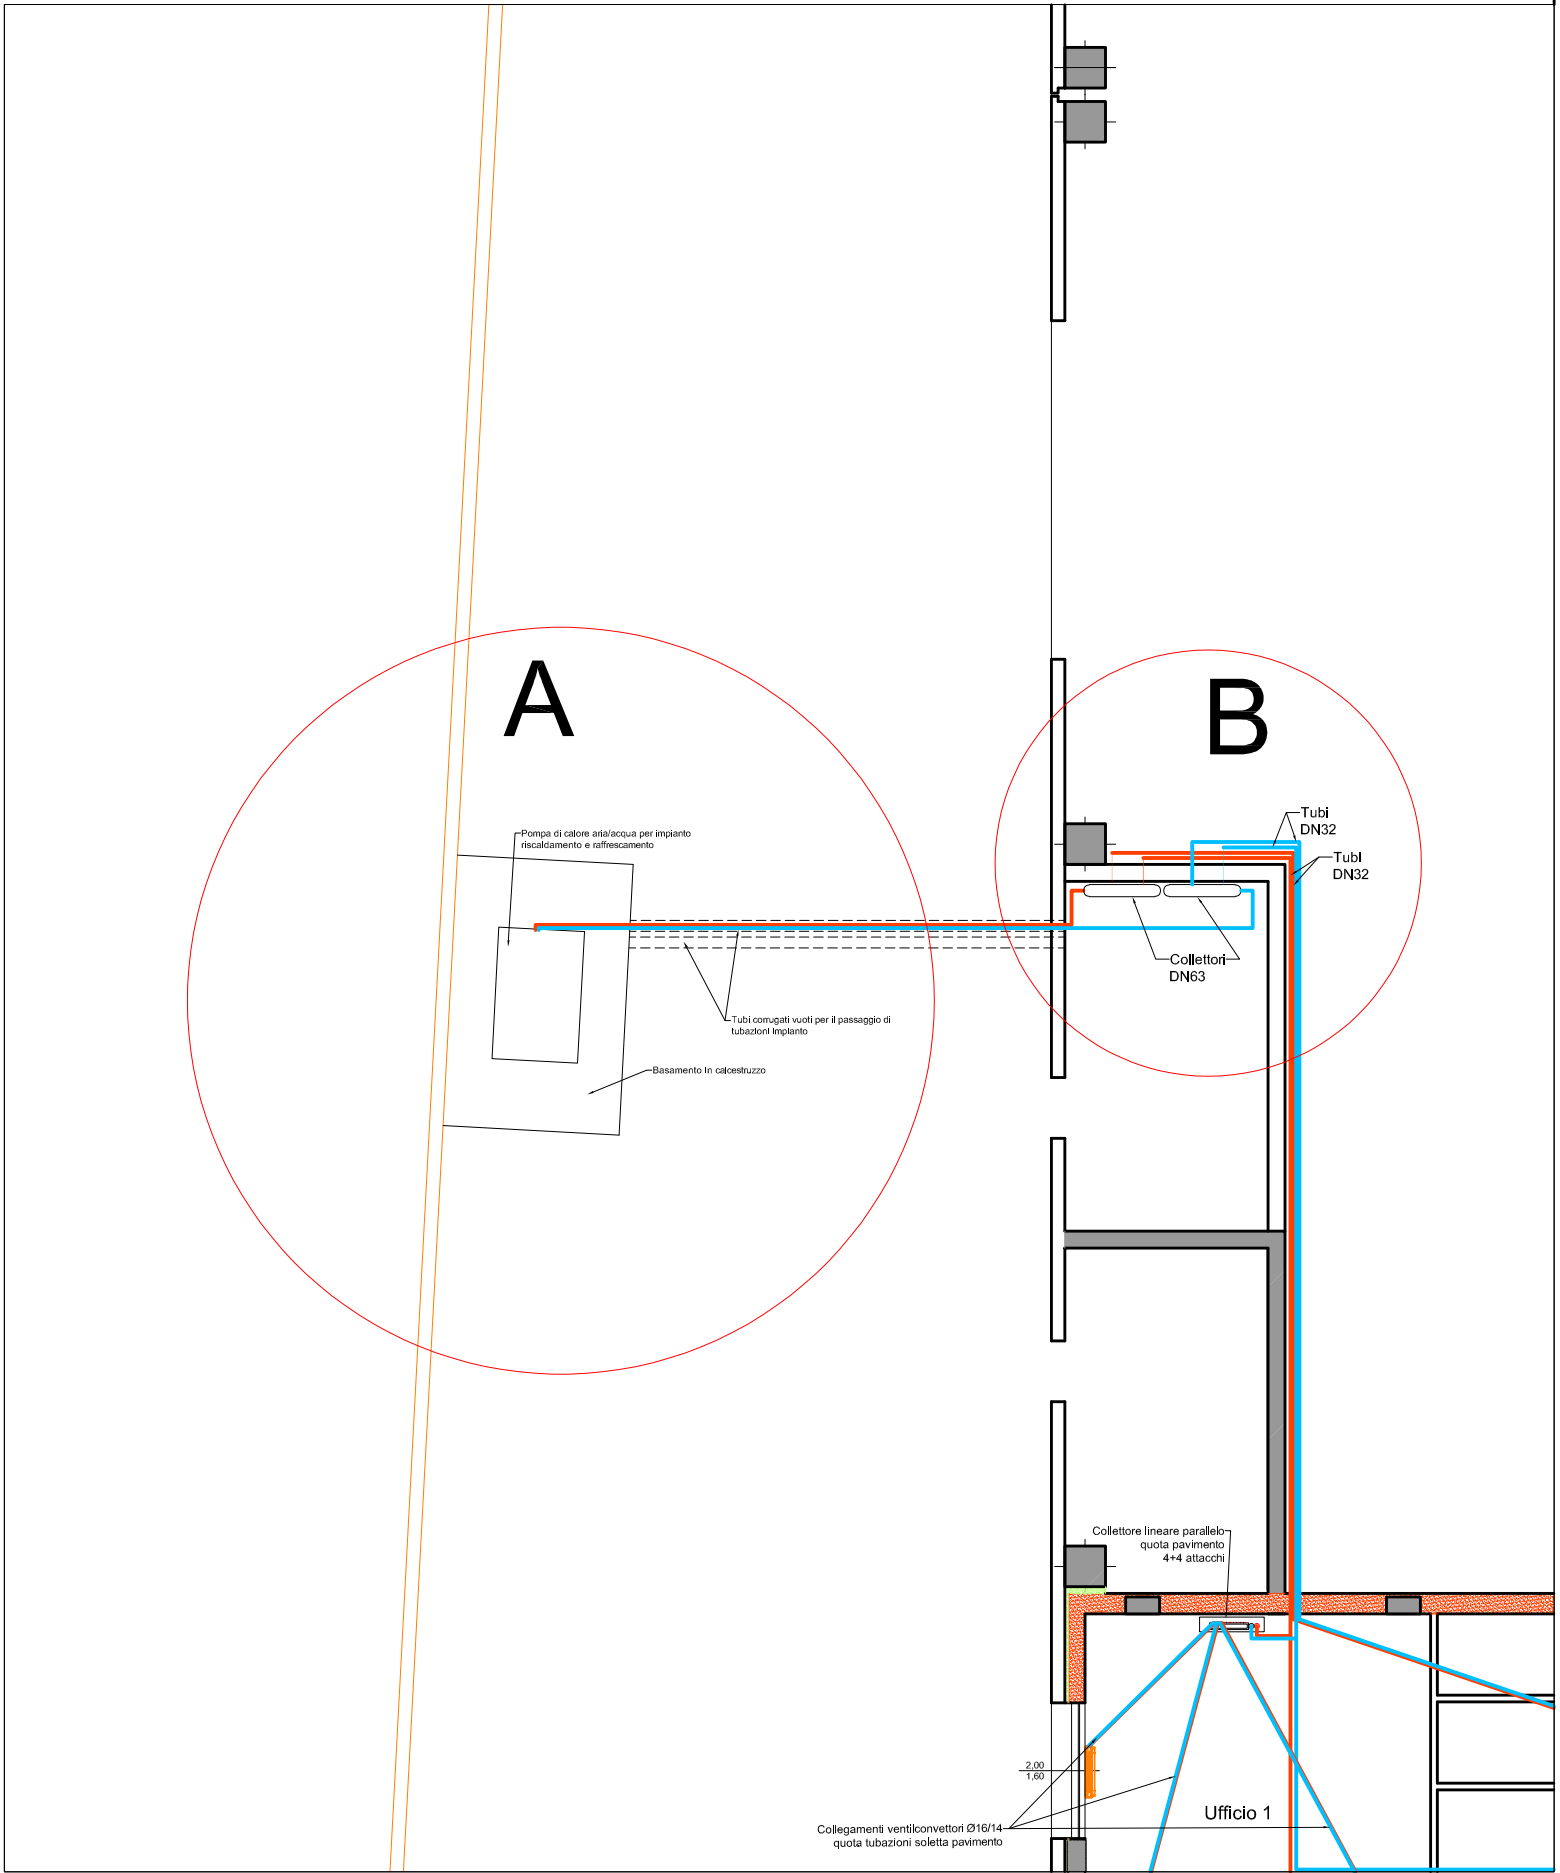 A
B
Pompa di calore aria/acqua per impianto
riscaldamento e raffrescamento
Tubi
DN32
Tubi
DN32
Collettori
DN63
Tubi corrugati vuoti per il passaggio di
tubazioni impianto
Basamento in calcestruzzo
Collettore lineare parallelo
quota pavimento
4+4 attacchi
2,00
1,60
Ufficio 1
Collegamenti ventilconvettori Ø16/14
quota tubazioni soletta pavimento